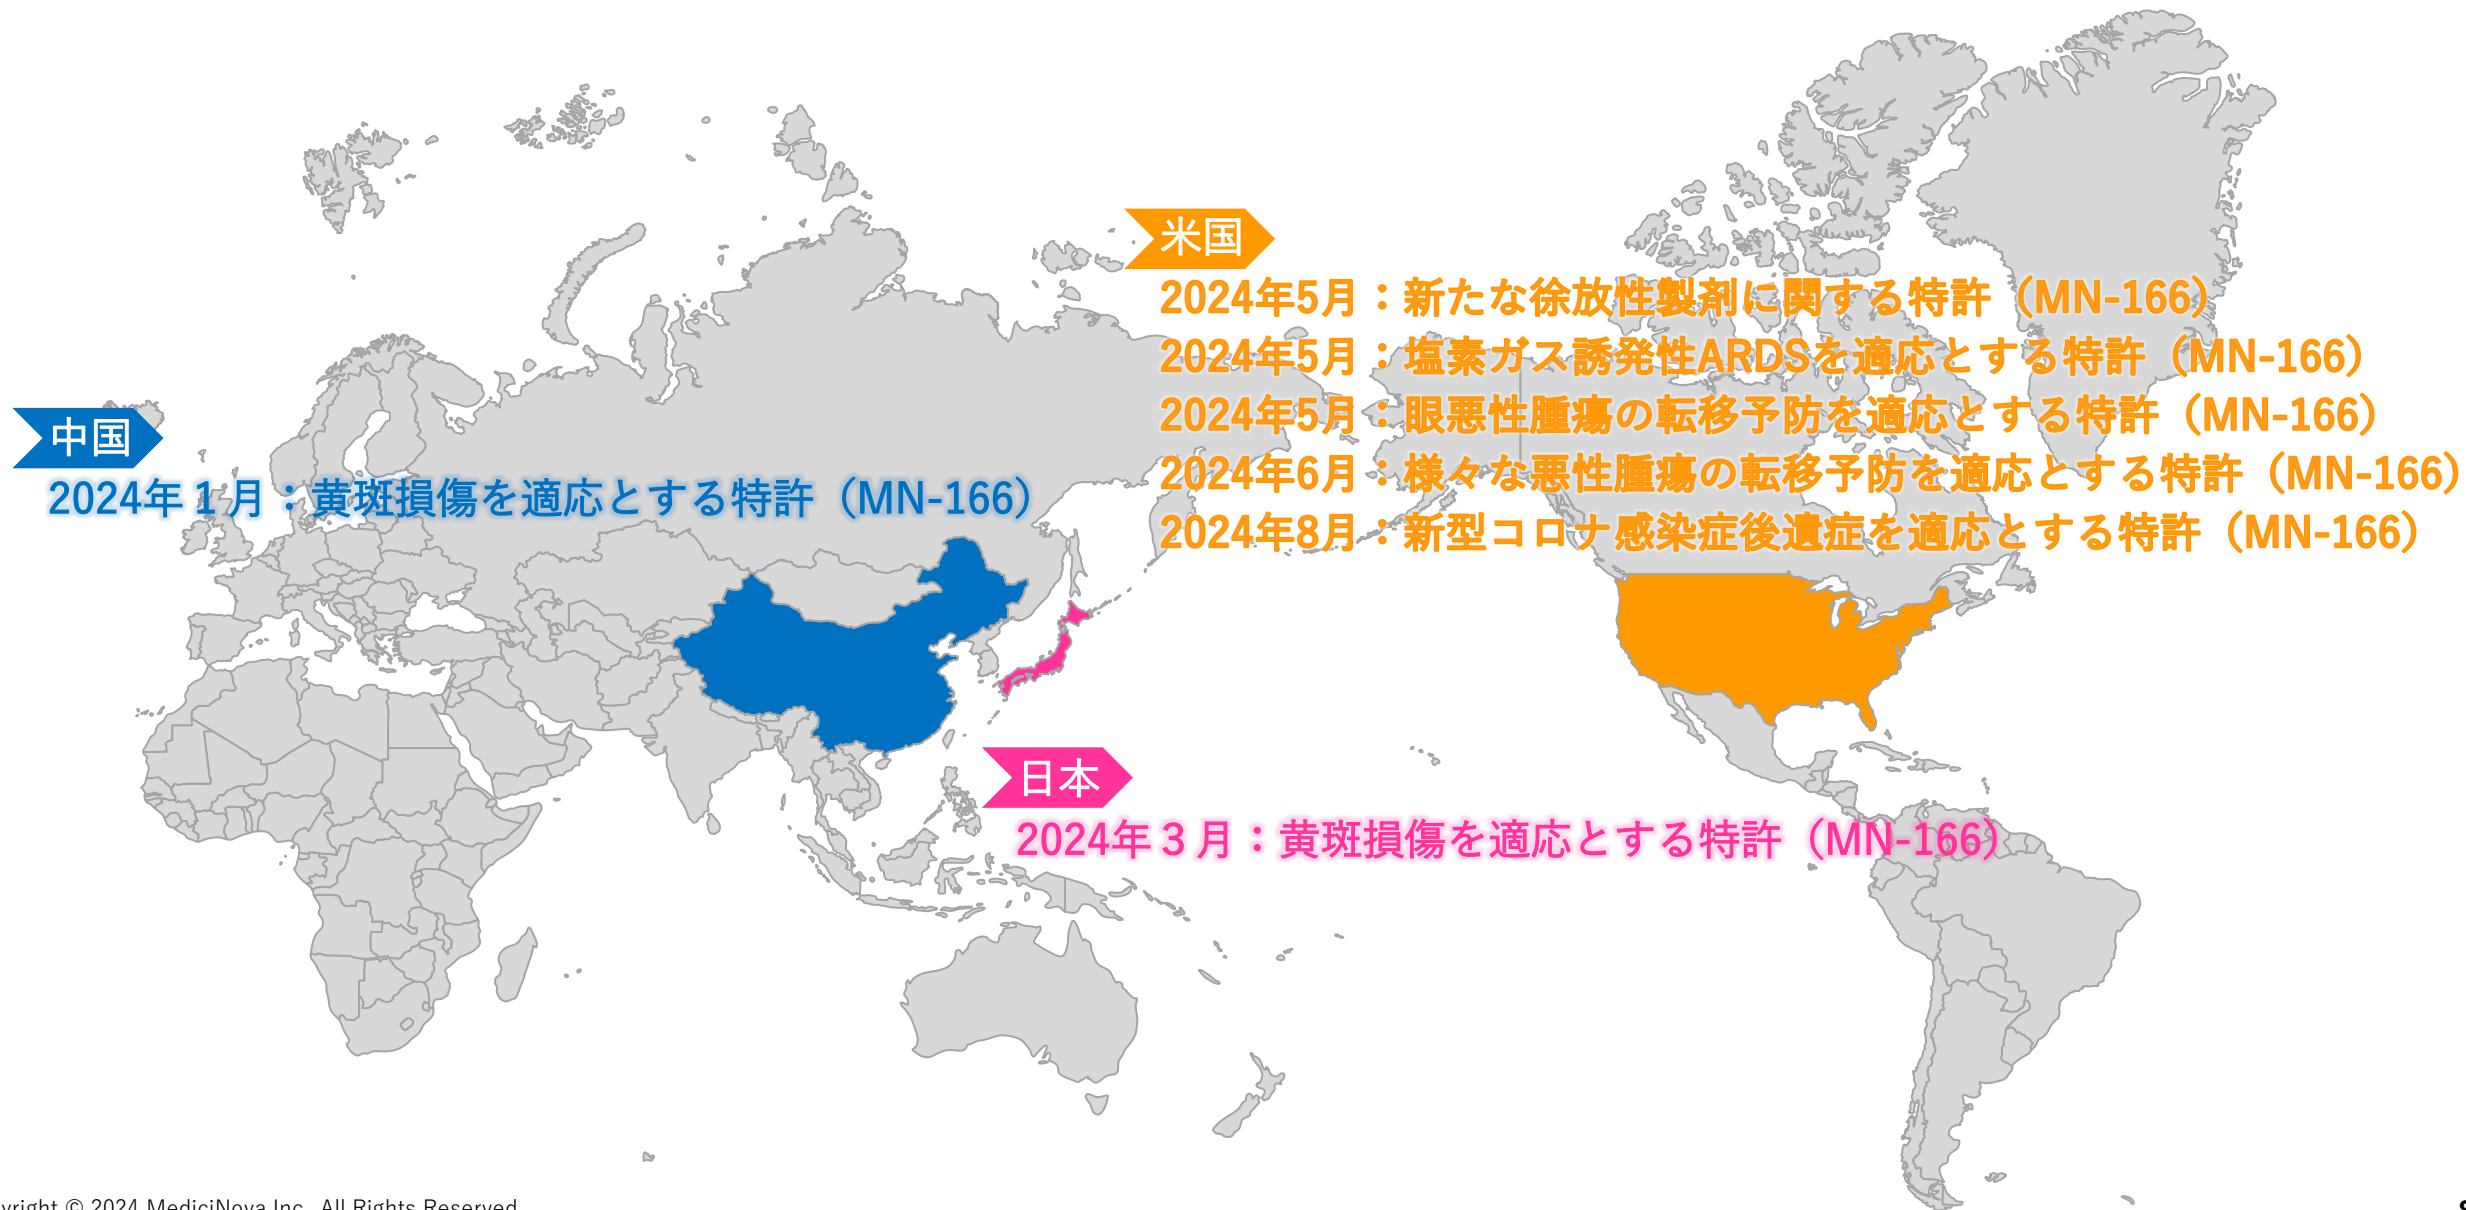 米国
2024年5月：新たな徐放性製剤に関する特許（MN-166）
2024年5月：塩素ガス誘発性ARDSを適応とする特許（MN-166）
2024年5月：眼悪性腫瘍の転移予防を適応とする特許（MN-166）
2024年6月：様々な悪性腫瘍の転移予防を適応とする特許（MN-166）
2024年8月：新型コロナ感染症後遺症を適応とする特許（MN-166）
中国
2024年１月：黄斑損傷を適応とする特許（MN-166）
日本
2024年３月：黄斑損傷を適応とする特許（MN-166）
yright © 2024 MediciNova Inc. All Rights Reserved